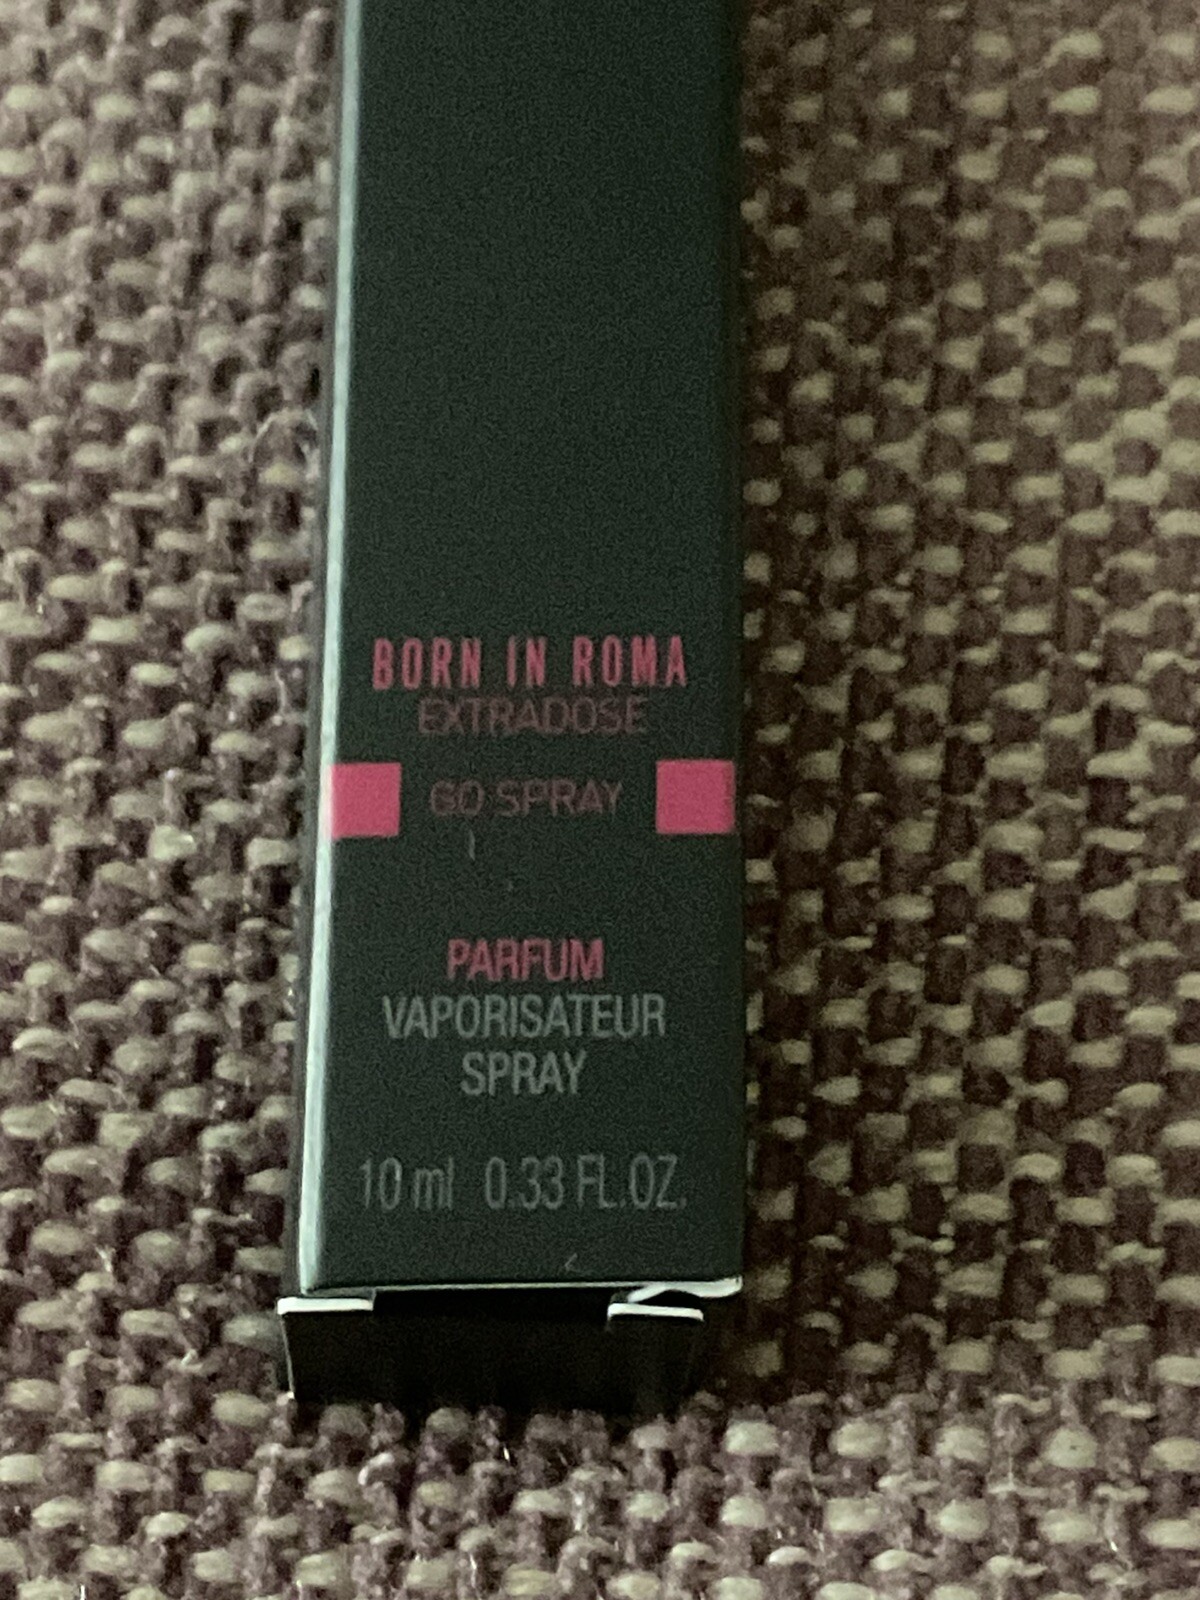 BORN IN ROMA
EXTRADOSE
GO SPRAY
PARFUM
VAPORISATEUR
SPRAY
10 ml 0.33 FL.OZ.